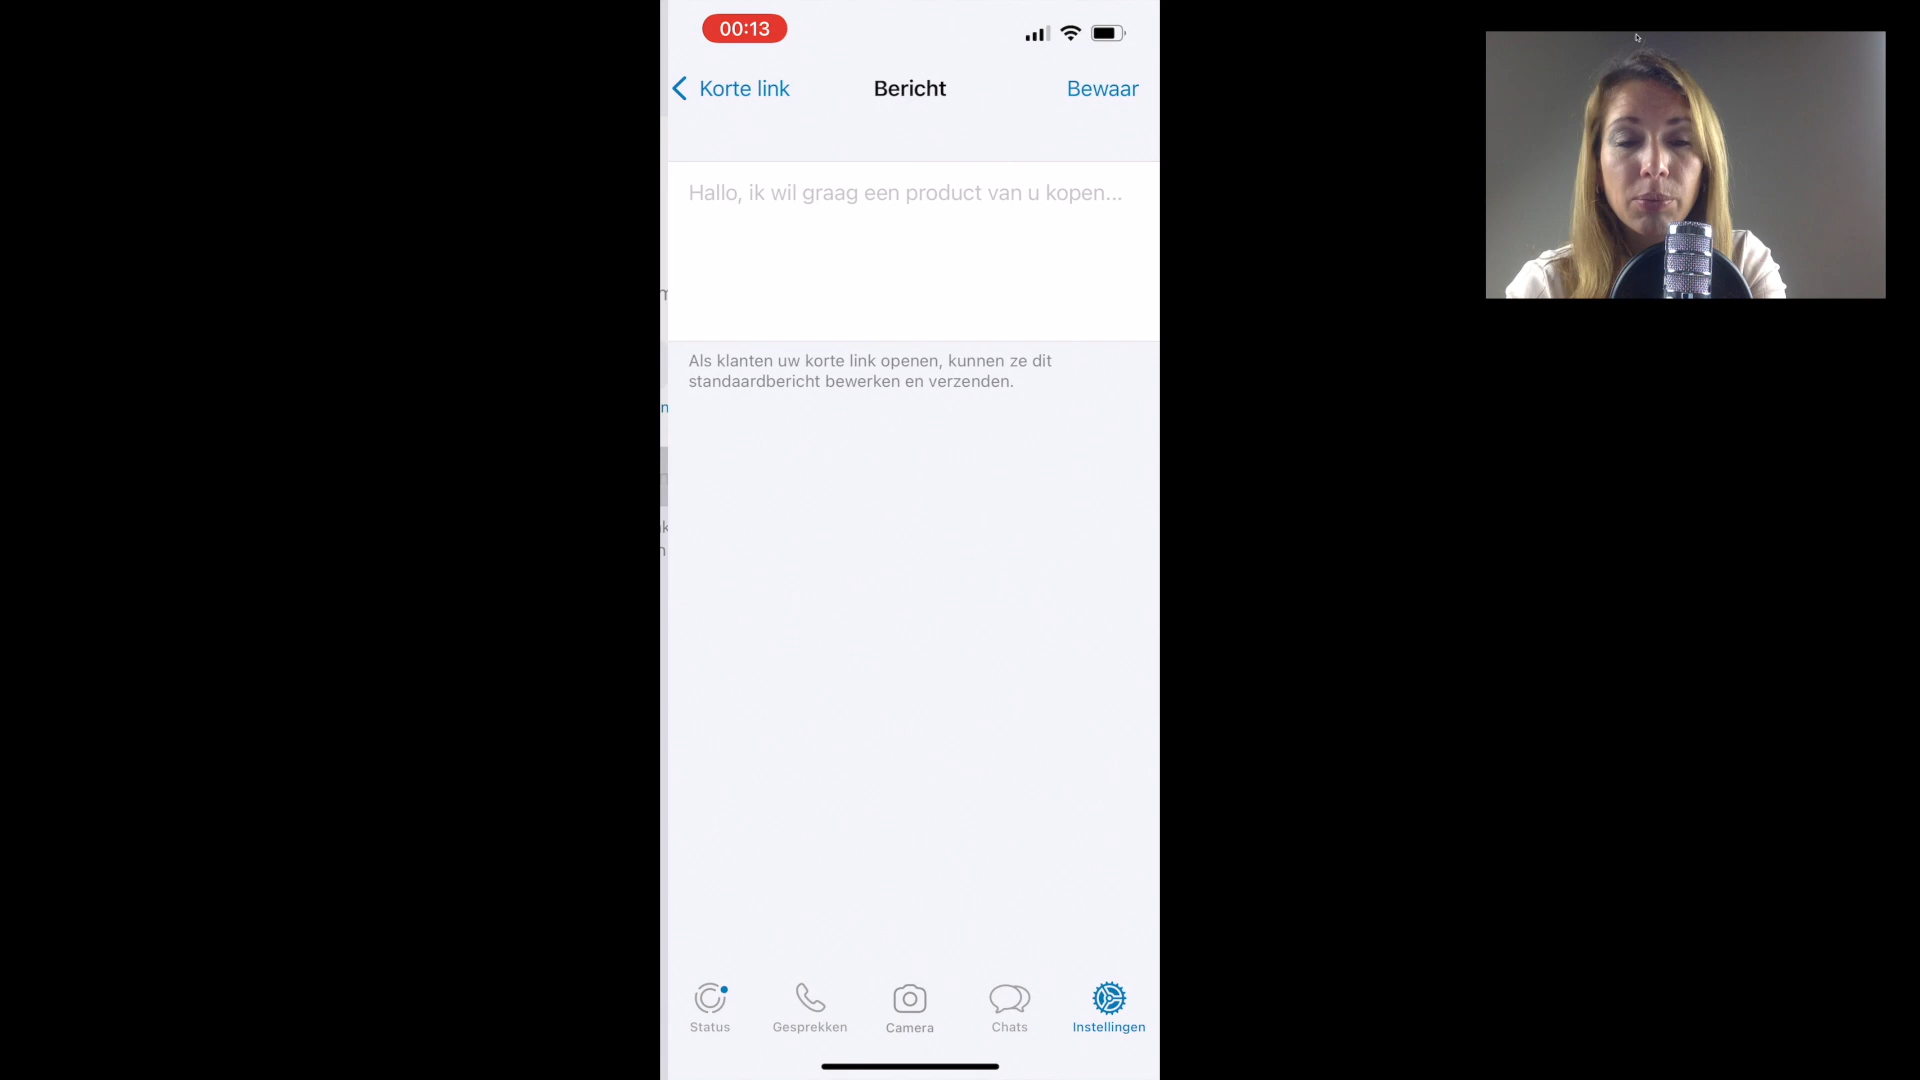 00:13
Korte link
Bericht
Bewaar
Hallo, ik wil graag een product van u kopen...
Als klanten uw korte link openen, kunnen ze dit
standaardbericht bewerken en verzenden.
Status
Gesprekken
Camera
Chats
Instellingen